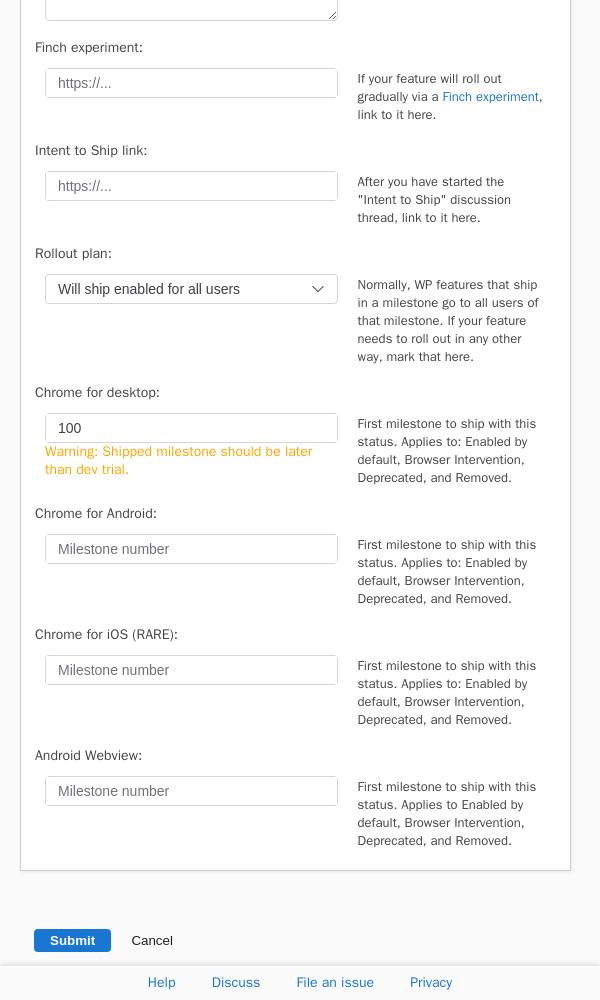 Finch experiment:
https://...
If your feature will roll out
gradually via a Finch experiment,
link to it here.
Intent to Ship link:
https://...
After you have started the
"Intent to Ship" discussion
thread, link to it here.
Rollout plan:
Will ship enabled for all users
Normally, WP features that ship
in a milestone go to all users of
that milestone. If your feature
needs to roll out in any other
way, mark that here.
Chrome for desktop:
100
Warning: Shipped milestone should be later
than dev trial.
First milestone to ship with this
status. Applies to: Enabled by
default, Browser Intervention,
Deprecated, and Removed.
Chrome for Android:
Milestone number
First milestone to ship with this
status. Applies to: Enabled by
default, Browser Intervention,
Deprecated, and Removed.
Chrome for iOS (RARE):
Milestone number
First milestone to ship with this
status. Applies to: Enabled by
default, Browser Intervention,
Deprecated, and Removed.
Android Webview:
Milestone number
First milestone to ship with this
status. Applies to Enabled by
default, Browser Intervention,
Deprecated, and Removed.
Submit Cancel
Help Discuss File an issue Privacy